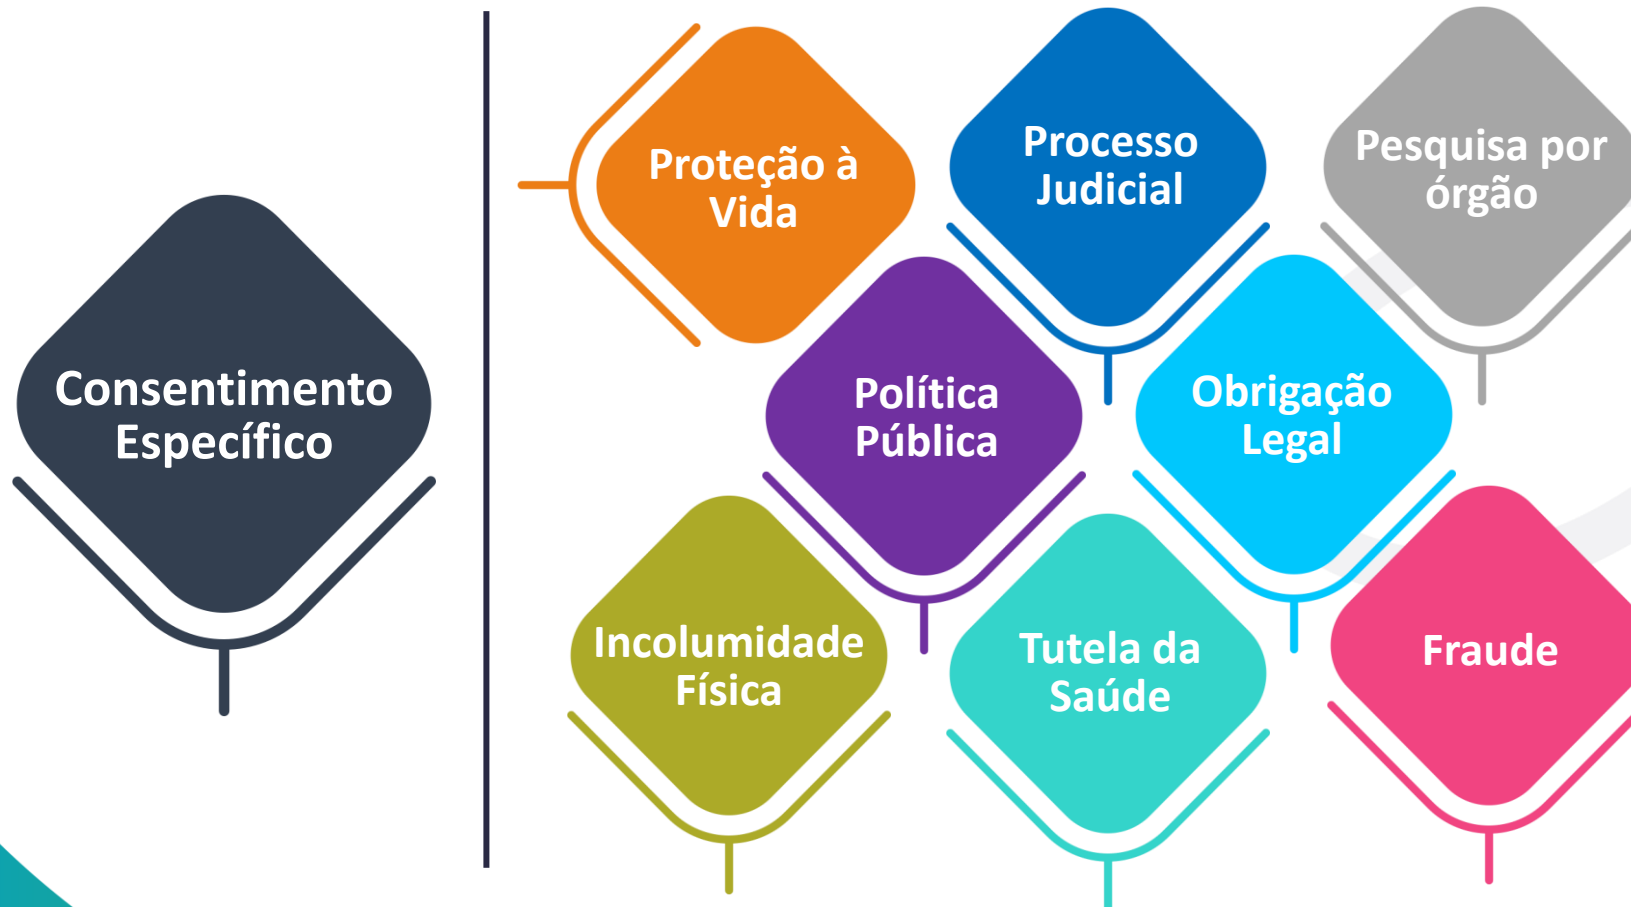 Consentimento
Específico
Proteção à
Vida
Processo
Judicial
Pesquisa por
órgão
Política
Pública
Obrigação
Legal
Incolumidade
Física
Tutela da
Saúde
Fraude